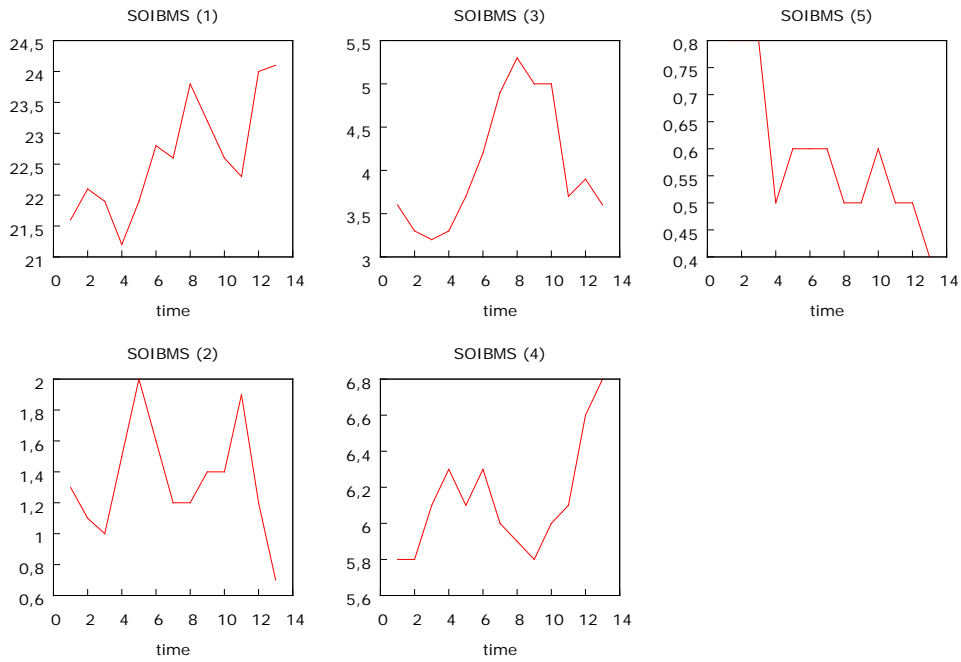 SOIBMS (1)
24,5
24
23,5
23
22,5
22
21,5
21
0 2 4 6 8 10 12 14
time
SOIBMS (3)
5,5
5
4,5
4
3,5
3
0 2 4 6 8 10 12 14
time
SOIBMS (5)
0,8
0,75
0,7
0,65
0,6
0,55
0,5
0,45
0,4
0 2 4 6 8 10 12 14
time
SOIBMS (2)
2
1,8
1,6
1,4
1,2
1
0,8
0,6
0 2 4 6 8 10 12 14
time
SOIBMS (4)
6,8
6,6
6,4
6,2
6
5,8
5,6
0 2 4 6 8 10 12 14
time